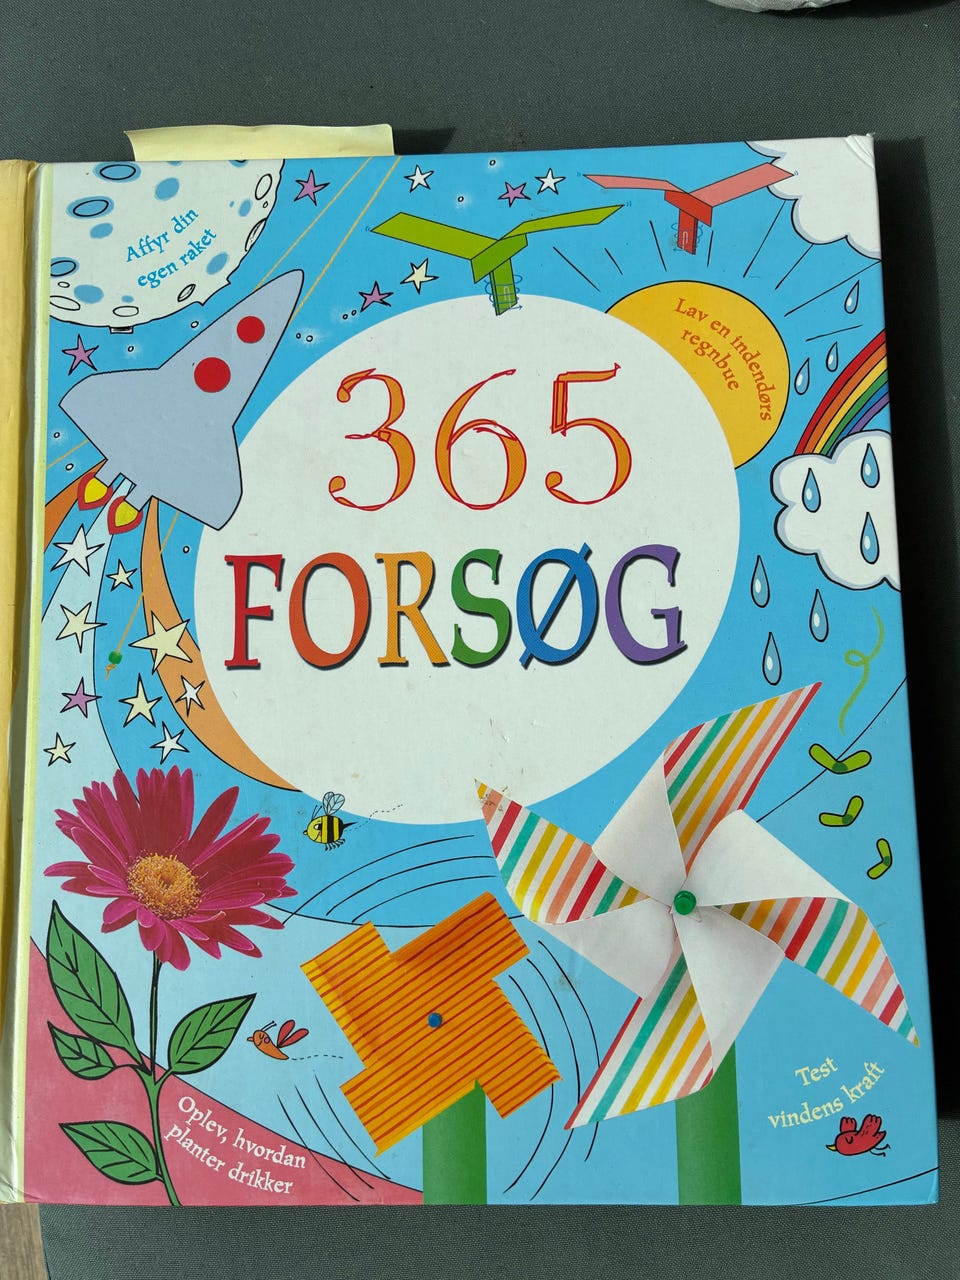 Affyr din
egen raket
Lav en indendørs
regnbue
365
FORSØG
Test
vindens kraft
Oplev, hvordan
planter drikker